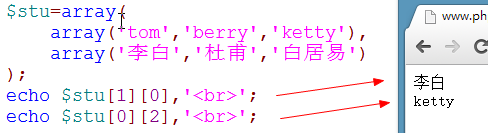 $stu=array(
array('tom','berry','ketty'),
array('李白','杜甫','白居易')
);
echo $stu[1][0],'<br>';
echo $stu[0][2],'<br>';
www.ph
李白
ketty